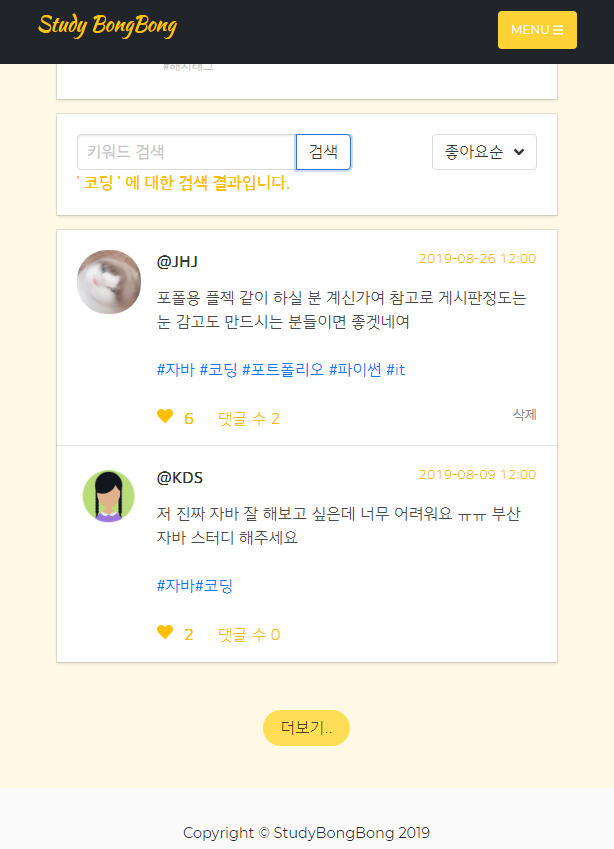 Study BongBong
MENU
#해시태그
키워드 검색
검색
좋아요순
' 코딩 ' 에 대한 검색 결과입니다.
@JHJ
2019-08-26 12:00
포폴용 플젝 같이 하실 분 계신가여 참고로 게시판정도는
눈 감고도 만드시는 분들이면 좋겟네여
#자바 #코딩 #포트폴리오 #파이썬 #it
6 댓글 수 2
삭제
@KDS
2019-08-09 12:00
저 진짜 자바 잘 해보고 싶은데 너무 어려워요 ㅠㅠ 부산
자바 스터디 해주세요
#자바#코딩
2 댓글 수 0
더보기..
Copyright © StudyBongBong 2019